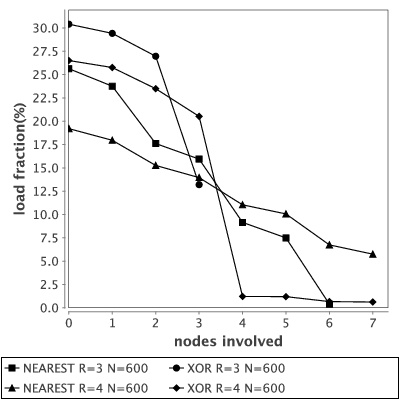 30.0
27.5
25.0
22.5
20.0
17.5
15.0
12.5
10.0
7.5
5.0
2.5
0.0
load fraction(%)
0 1 2 3 4 5 6 7
nodes involved
NEAREST R=3 N=600 XOR R=3 N=600
NEAREST R=4 N=600 XOR R=4 N=600